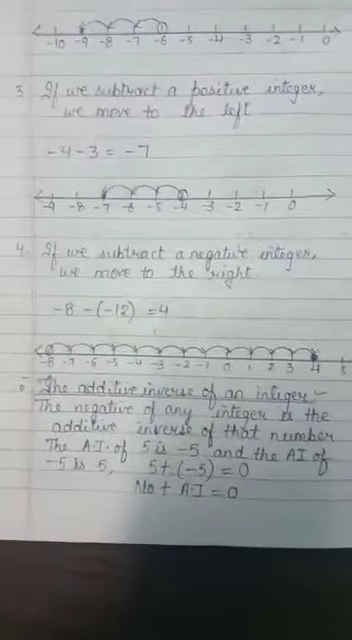 -10 -9 -8 -7 -6 -5 -4 -3 -2 -1 0
3. If we subtract a positive integer,
we move to the left
-4-3 = -7
-9 -8 -7 -6 -5 -4 -3 -2 -1 0
4. If we subtract a negative integer,
we move to the right.
-8 -(-12) =4
-8 -7 -6 -5 -4 -3 -2 -1 0 1 2 3 4 5
The additive inverse of an integer -
The negative of any integer is the
additive inverse of that number
The A.I. of 5 is -5 and the AI of
-5 is 5, 5+(-5) = 0
No + A.I = 0